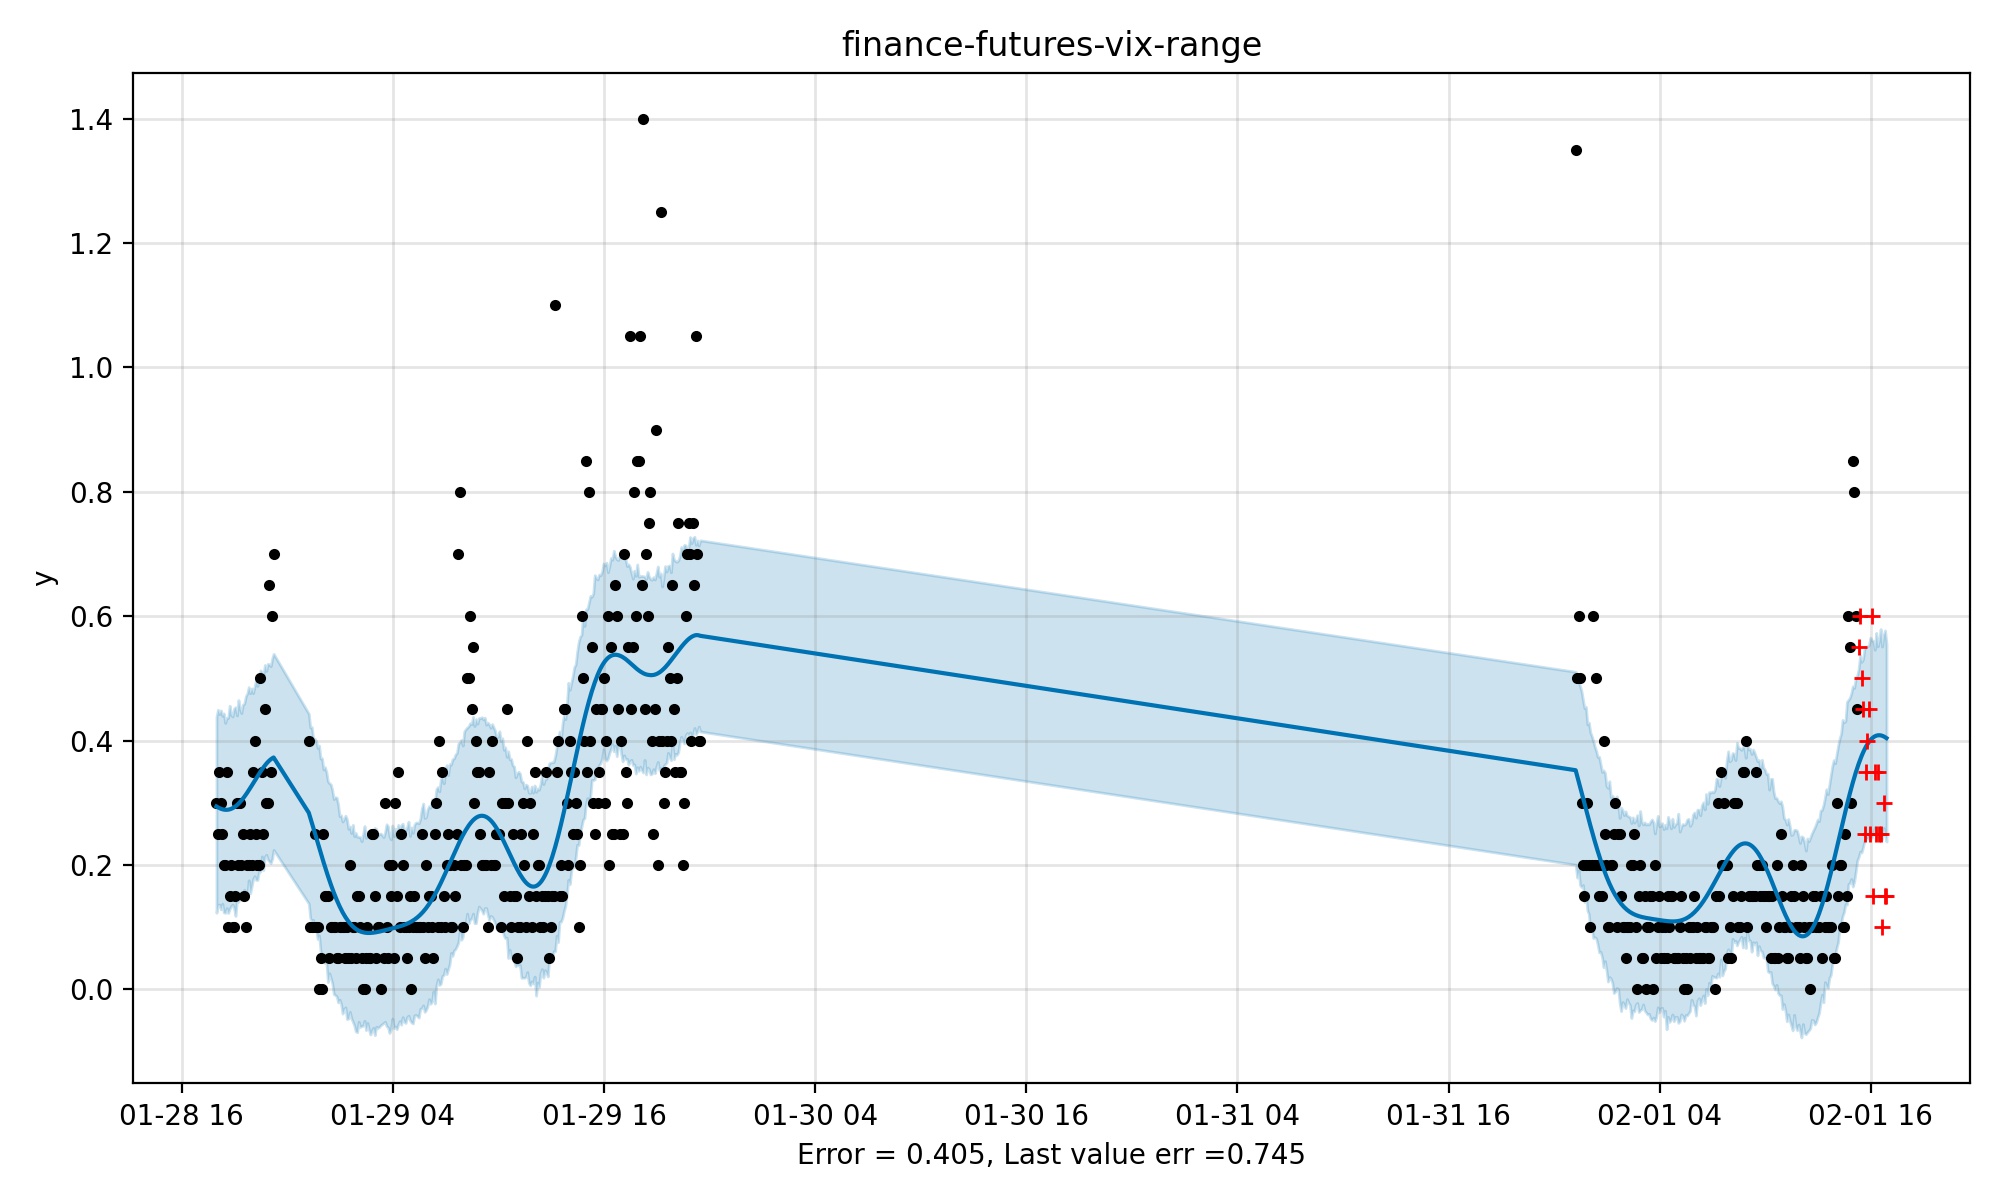 finance-futures-vix-range
y
1.4
1.2
1.0
0.8
0.6
0.4
0.2
0.0
01-28 16 01-29 04 01-29 16 01-30 04 01-30 16 01-31 04 01-31 16 02-01 04 02-01 16
Error = 0.405, Last value err =0.745